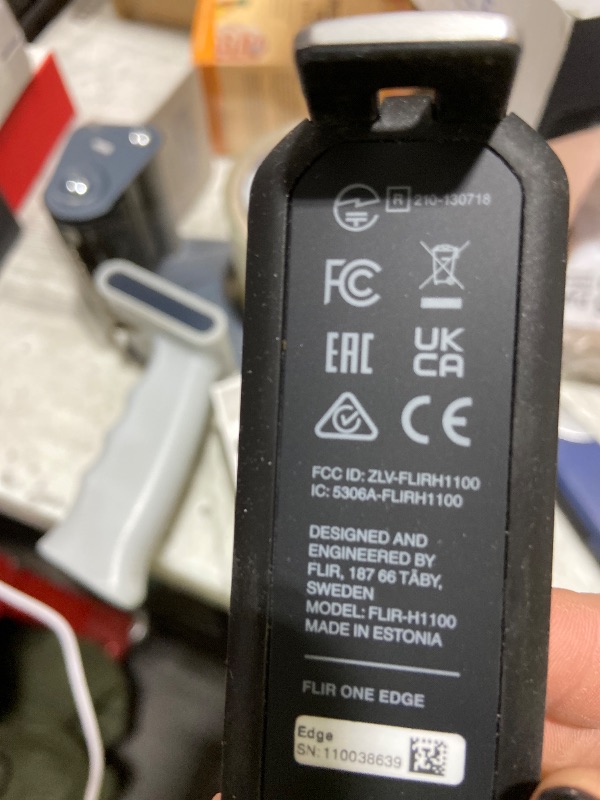 R 210-130718
FC
EAC
UK
CA
CE
FCC ID: ZLV-FLIRH1100
IC: 5306A-FLIRH1100
DESIGNED AND
ENGINEERED BY
FLIR, 187 66 TÄBY,
SWEDEN
MODEL: FLIR-H1100
MADE IN ESTONIA
FLIR ONE EDGE
Edge
SN: 110038639